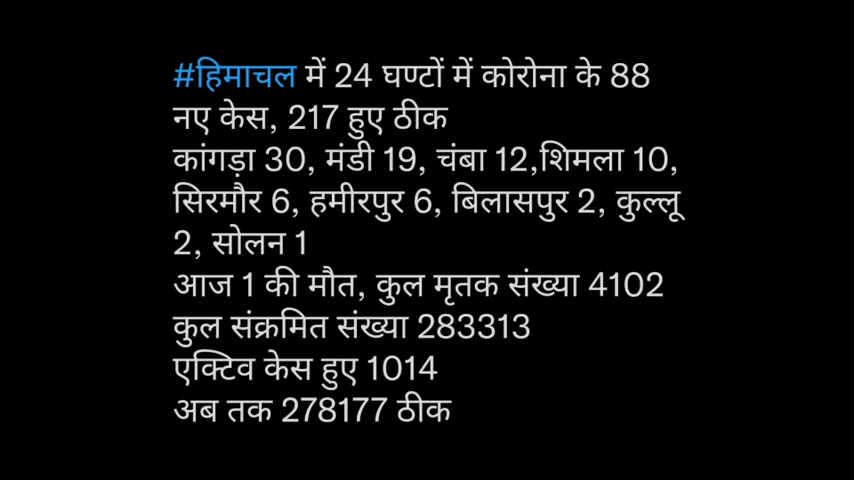 #हिमाचल में 24 घण्टों में कोरोना के 88
नए केस, 217 हुए ठीक
कांगड़ा 30, मंडी 19, चंबा 12,शिमला 10,
सिरमौर 6, हमीरपुर 6, बिलासपुर 2, कुल्लू
2, सोलन 1
आज 1 की मौत, कुल मृतक संख्या 4102
कुल संक्रमित संख्या 283313
एक्टिव केस हुए 1014
अब तक 278177 ठीक